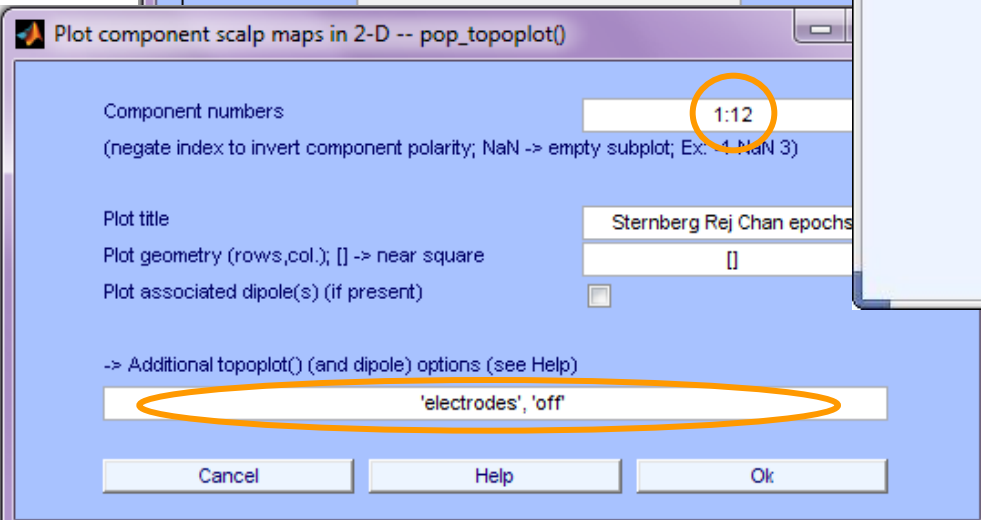 Plot component scalp maps in 2-D -- pop_topoplot()
Component numbers 1:12
(negate index to invert component polarity; NaN -> empty subplot; Ex: -1 NaN 3)
Plot title Sternberg Rej Chan epochs
Plot geometry (rows,col.); [] -> near square []
Plot associated dipole(s) (if present)
-> Additional topoplot() (and dipole) options (see Help)
'electrodes', 'off'
Cancel Help Ok